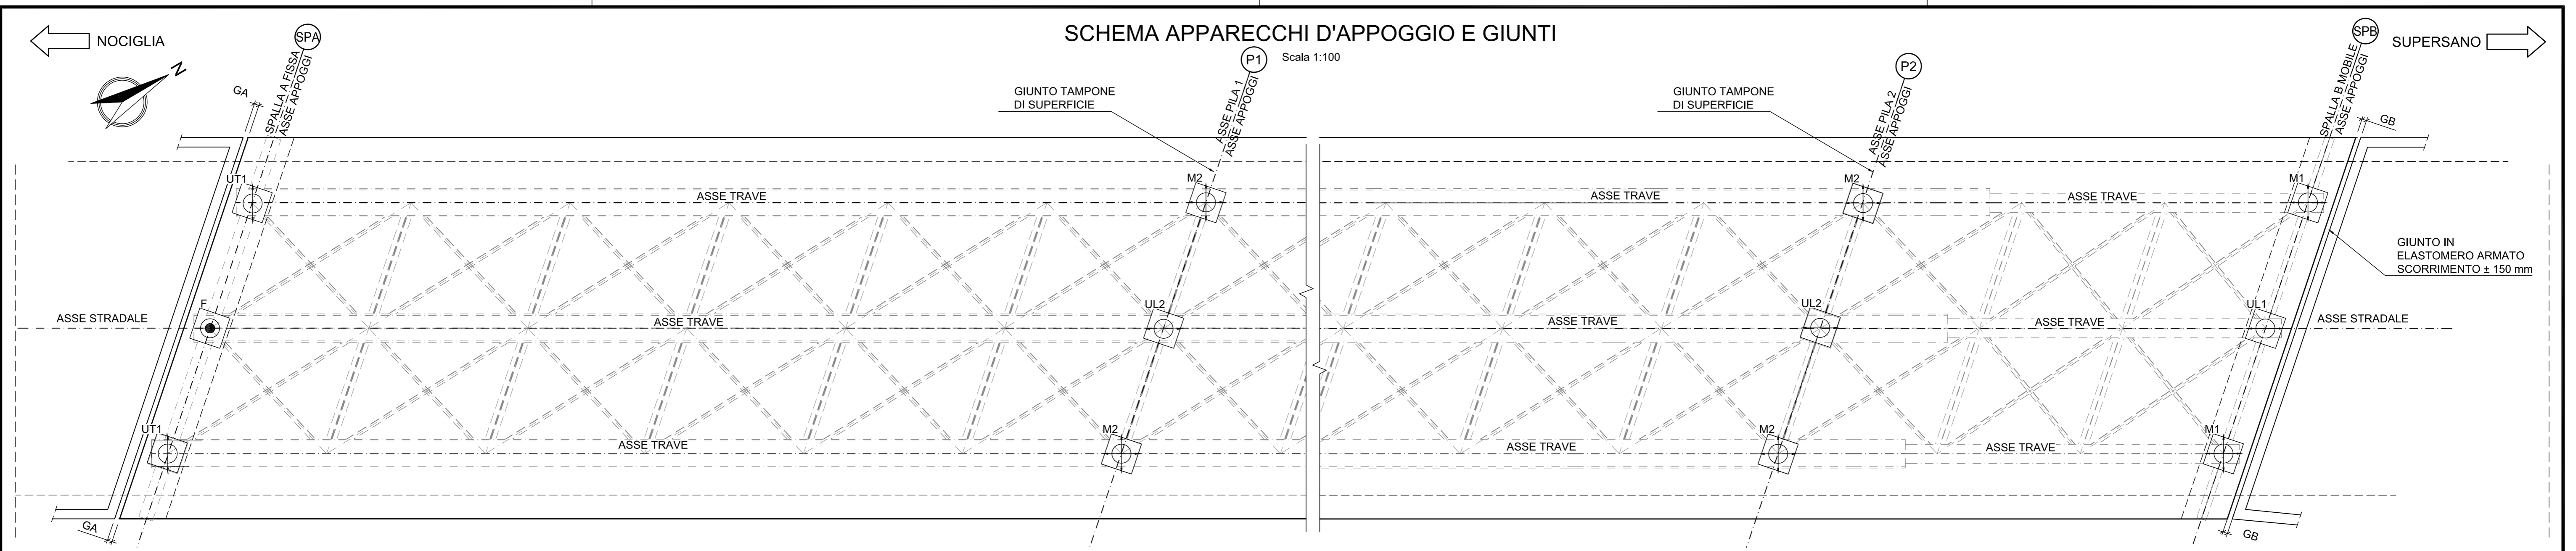 SCHEMA APPARECCHI D'APPOGGIO E GIUNTI
Scala 1:100
NOCIGLIA
SUPERSANO
N
SPA
SPALLA A FISSA
ASSE APPOGGI
GA
P1
ASSE PILA 1
ASSE APPOGGI
GIUNTO TAMPONE
DI SUPERFICIE
P2
ASSE PILA 2
ASSE APPOGGI
GIUNTO TAMPONE
DI SUPERFICIE
SPB
SPALLA B MOBILE
ASSE APPOGGI
GB
UT1
ASSE TRAVE
M2
ASSE TRAVE
M2
ASSE TRAVE
M1
GIUNTO IN
ELASTOMERO ARMATO
SCORRIMENTO ± 150 mm
ASSE STRADALE
F
ASSE TRAVE
UL2
ASSE TRAVE
UL2
ASSE TRAVE
UL1
ASSE STRADALE
UT1
ASSE TRAVE
M2
ASSE TRAVE
M2
ASSE TRAVE
M1
GA
GB